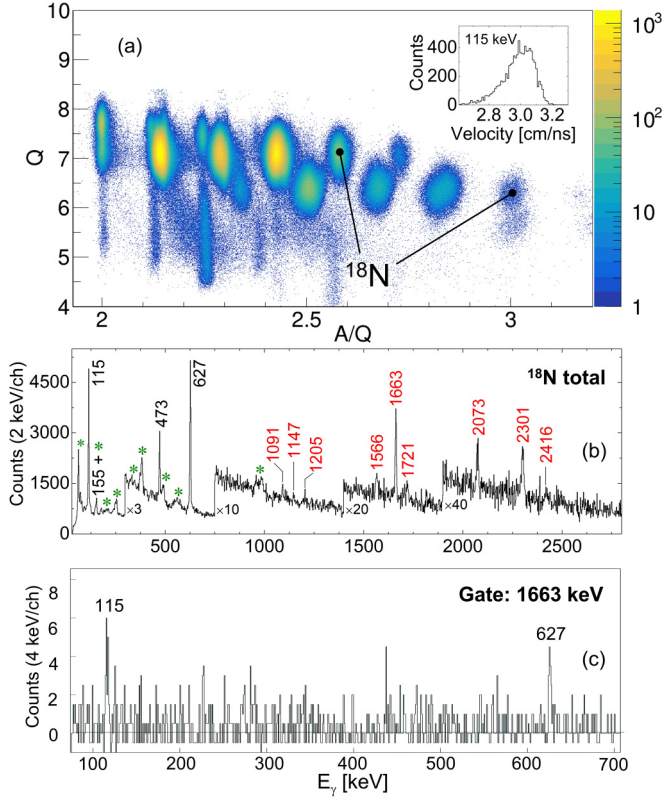 10
9
8
7
6
5
4
Q
(a)
115 keV
Counts
400
200
0
2.8 3.0 3.2
Velocity [cm/ns]
¹⁸N
2 2.5 3
A/Q
10³
10²
10
1
¹⁸N total
(b)
Counts (2 keV/ch)
4500
3000
1500
0
* 115
155 + *
* *
×3
* *
473
* *
627
×10
*
1091
1147
1205
×20
1566
1663
1721
×40
2073
2301
2416
500 1000 1500 2000 2500
Gate: 1663 keV
(c)
Counts (4 keV/ch)
8
6
4
2
0
115
627
100 200 300 400 500 600 700
Eγ [keV]